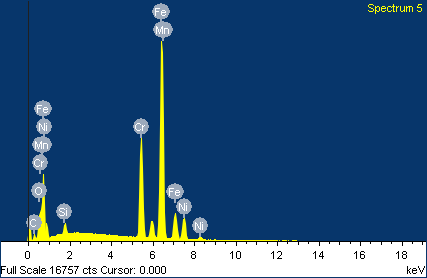 Spectrum 5
Fe
Mn
Fe
Ni
Mn
Cr
Cr
O
Fe
Si
Ni
C
Ni
0 2 4 6 8 10 12 14 16 18
Full Scale 16757 cts Cursor: 0.000 keV